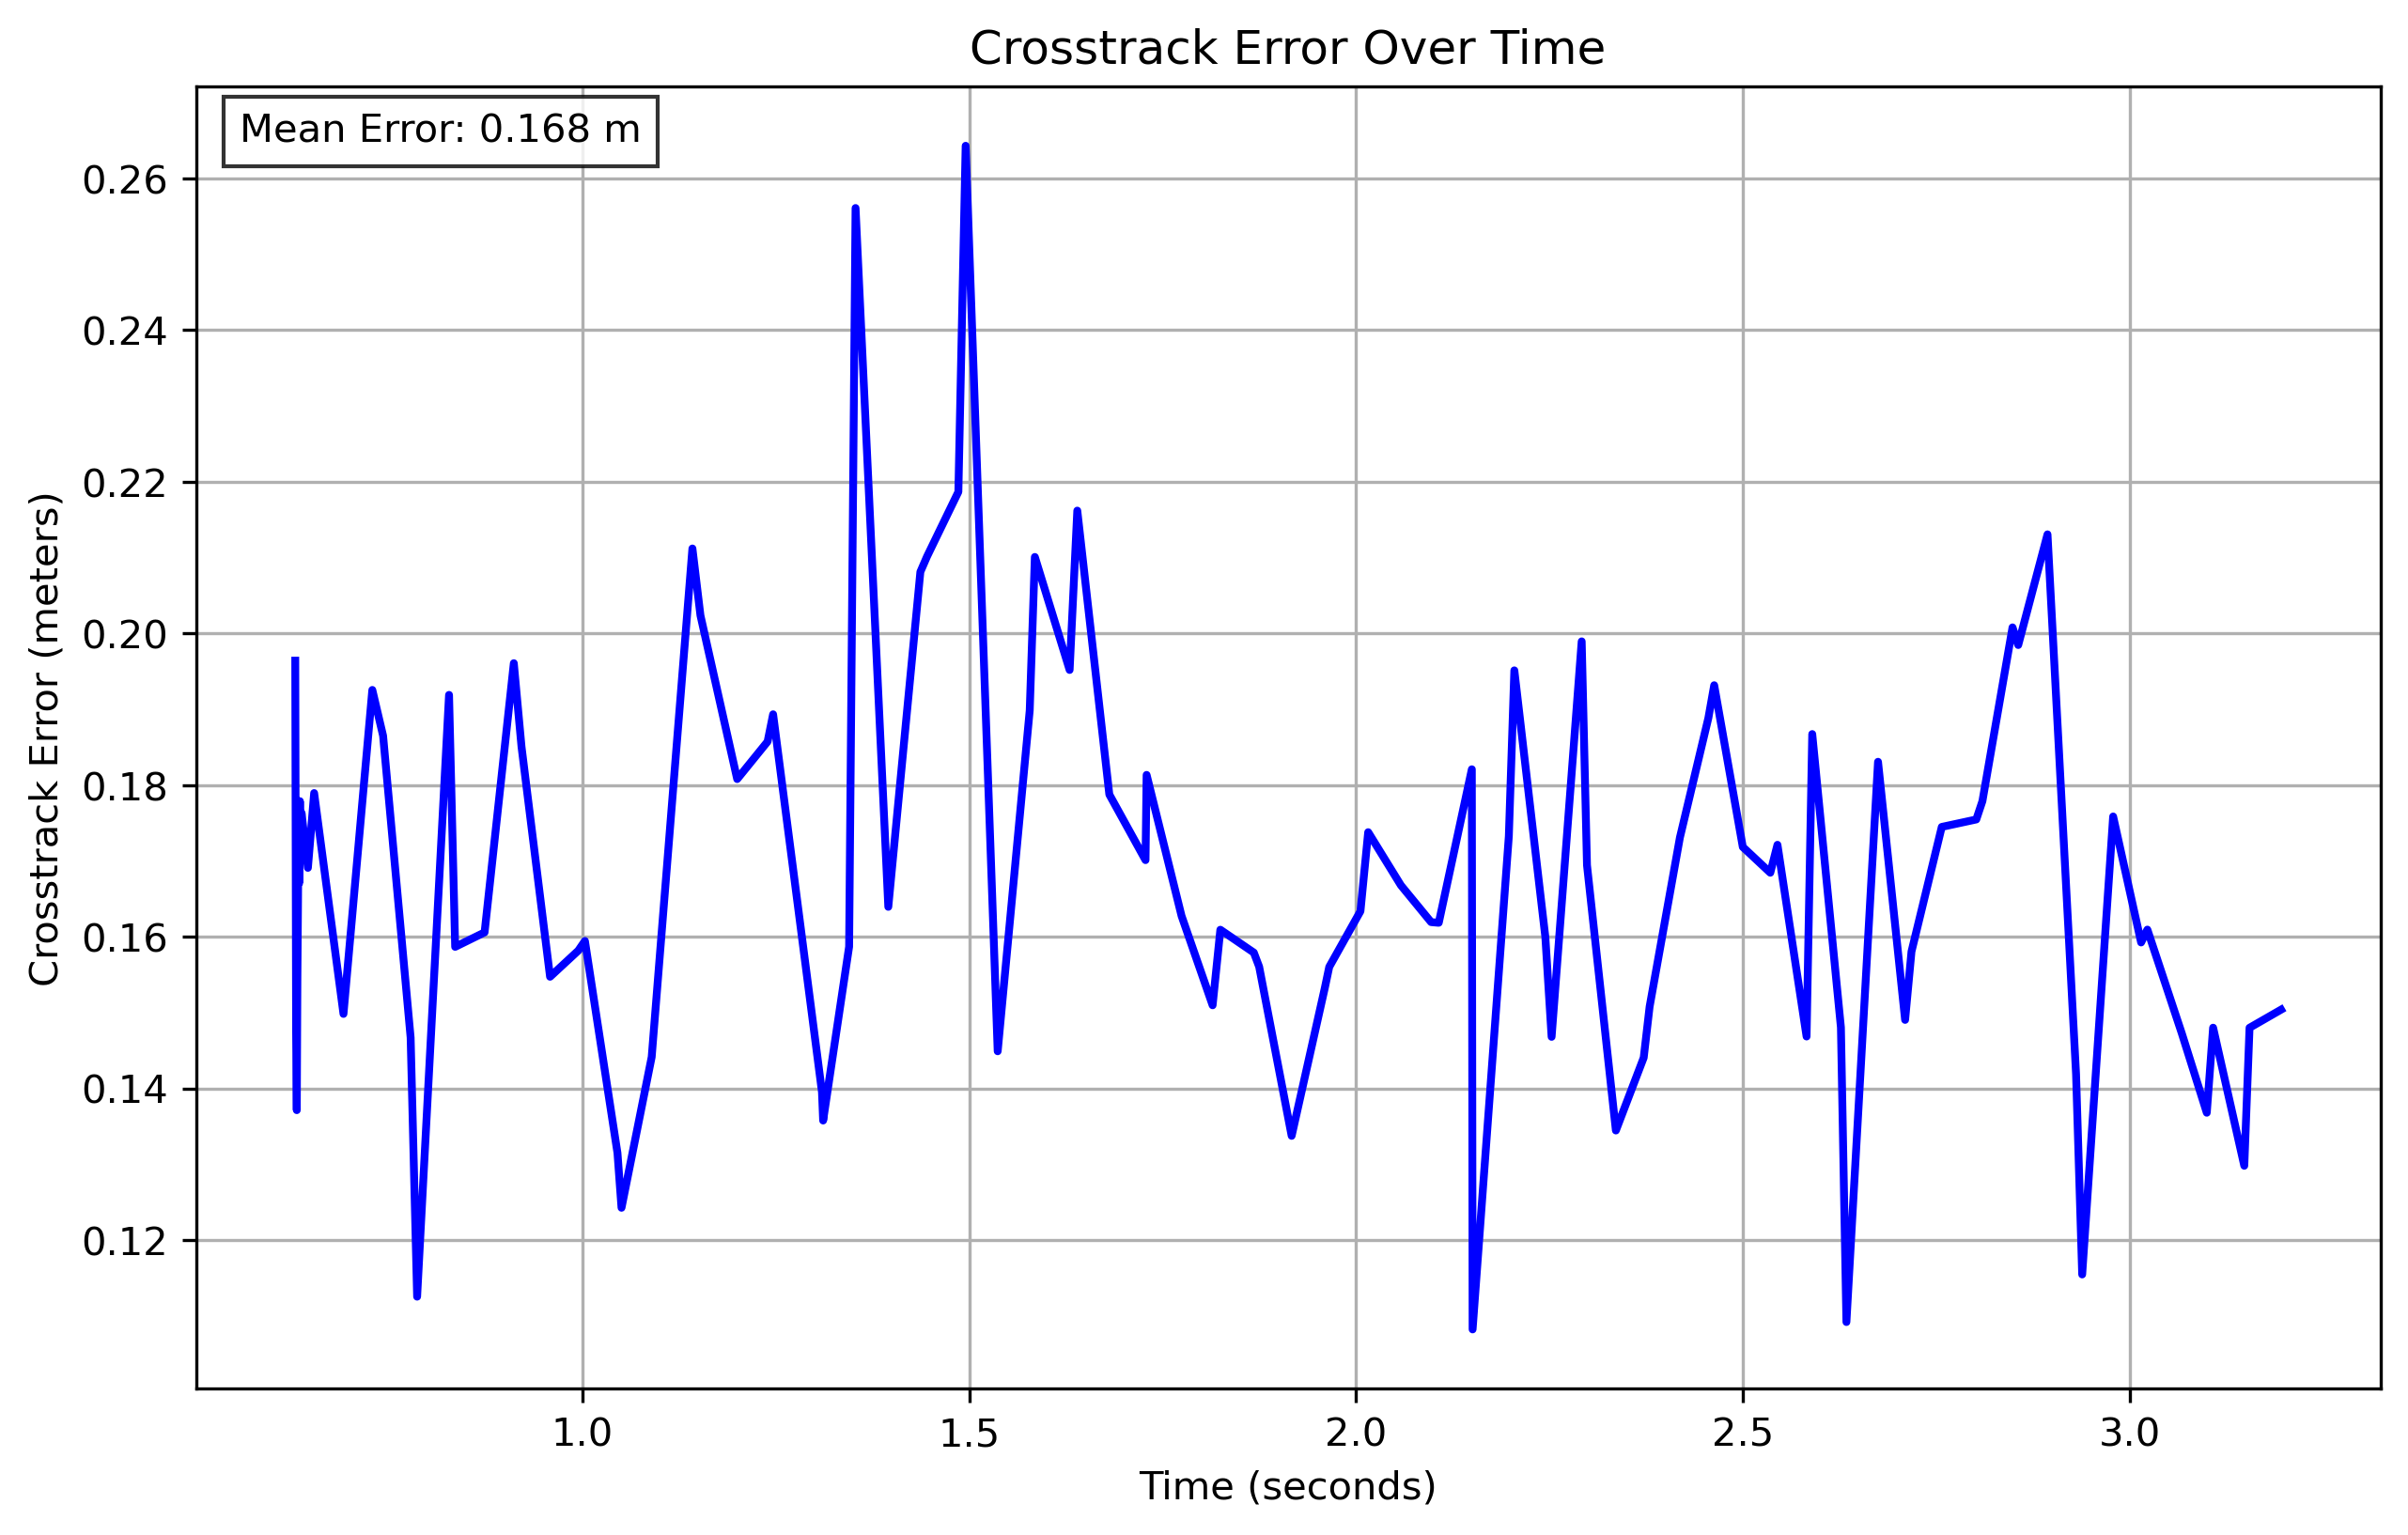 Crosstrack Error Over Time
Mean Error: 0.168 m
Crosstrack Error (meters)
0.26
0.24
0.22
0.20
0.18
0.16
0.14
0.12
1.0 1.5 2.0 2.5 3.0
Time (seconds)